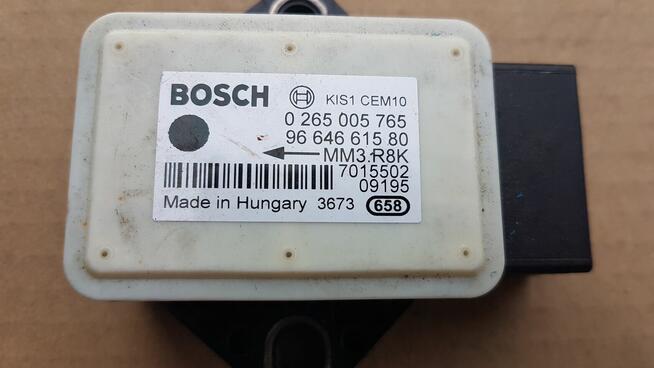 BOSCH KIS1 CEM10
0 265 005 765
96 646 615 80
MM3.R8K
7015502
09195
Made in Hungary 3673 658